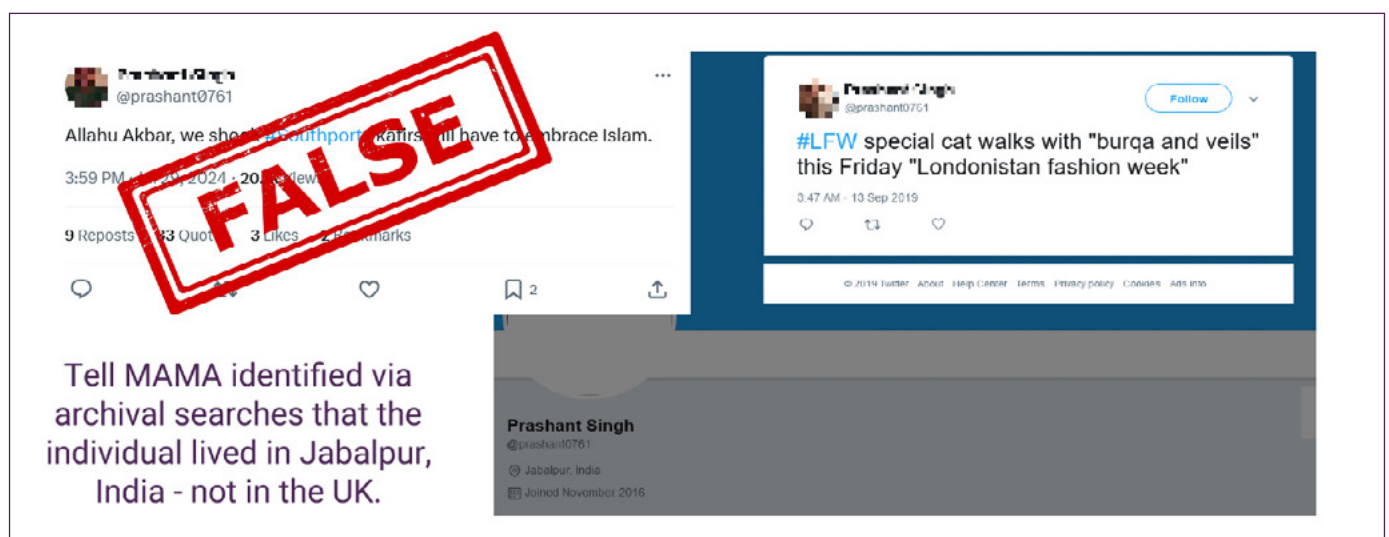 @prashant0761
Allahu Akbar, we #Southport kafirs will have to embrace Islam.
3:59 PM 29, 2024
9 Reposts 33 3 Likes
FALSE
2
@prashant0761
Follow
#LFW special cat walks with "burqa and veils"
this Friday "Londonistan fashion week"
3:47 AM - 13 Sep 2019
© 2019 Twitter About Help Center Terms Privacy policy Cookies Ads info
Tell MAMA identified via
archival searches that the
individual lived in Jabalpur,
India - not in the UK.
Prashant Singh
@prashant0761
Jabalpur, India
Joined November 2016